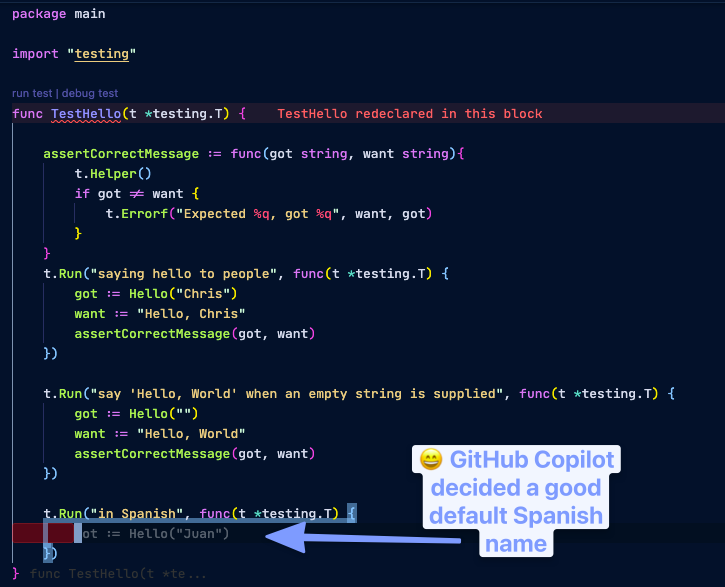 package main
import "testing"
run test | debug test
func TestHello(t *testing.T) { TestHello redeclared in this block
assertCorrectMessage := func(got string, want string){
t.Helper()
if got ≠ want {
t.Errorf("Expected %q, got %q", want, got)
}
}
t.Run("saying hello to people", func(t *testing.T) {
got := Hello("Chris")
want := "Hello, Chris"
assertCorrectMessage(got, want)
})
t.Run("say 'Hello, World' when an empty string is supplied", func(t *testing.T) {
got := Hello("")
want := "Hello, World"
assertCorrectMessage(got, want)
})
t.Run("in Spanish", func(t *testing.T) {
got := Hello("Juan")
})
} func TestHello(t *te...
😄 GitHub Copilot
decided a good
default Spanish
name